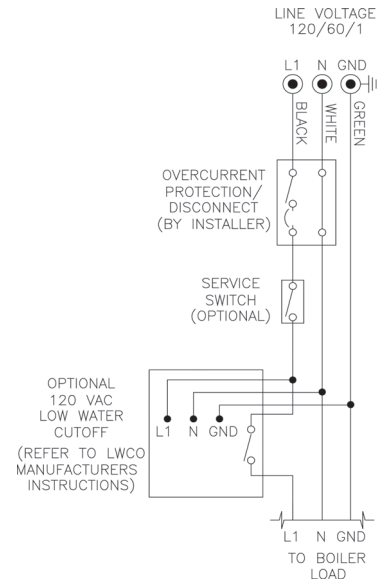 LINE VOLTAGE
120/60/1
L1 N GND
BLACK
WHITE
GREEN
OVERCURRENT
PROTECTION/
DISCONNECT
(BY INSTALLER)
SERVICE
SWITCH
(OPTIONAL)
OPTIONAL
120 VAC
LOW WATER
CUTOFF
(REFER TO LWCO
MANUFACTURERS
INSTRUCTIONS)
L1 N GND
L1 N GND
TO BOILER
LOAD